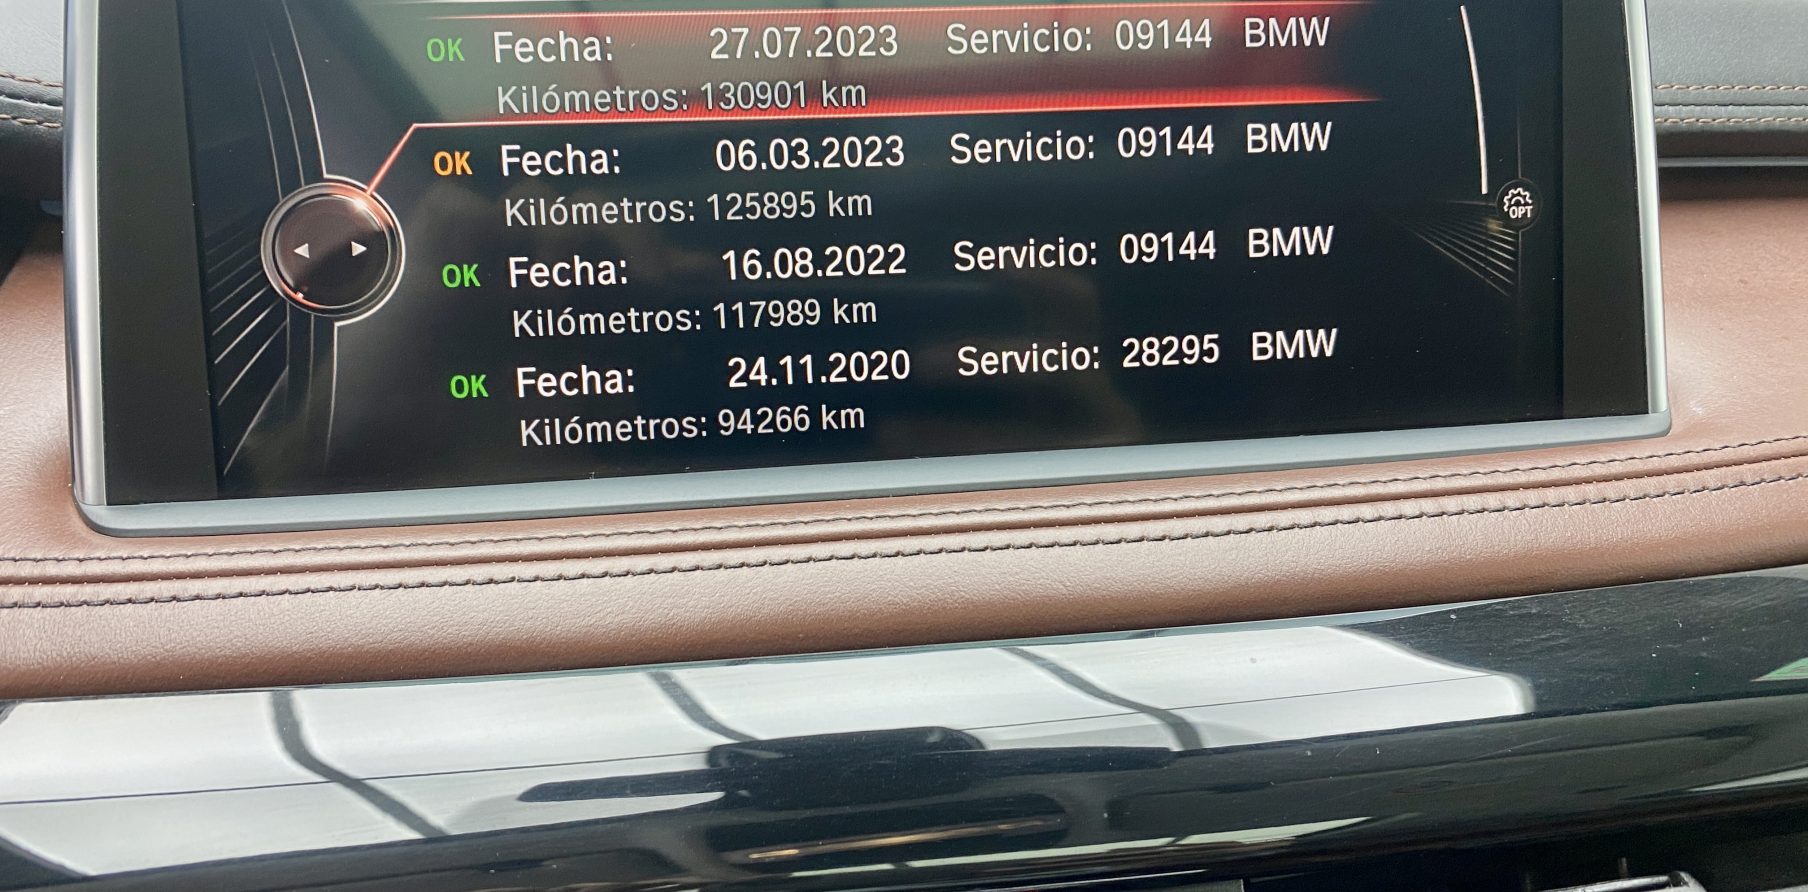 OK Fecha: 27.07.2023 Servicio: 09144 BMW
Kilómetros: 130901 km
OK Fecha: 06.03.2023 Servicio: 09144 BMW
Kilómetros: 125895 km
OK Fecha: 16.08.2022 Servicio: 09144 BMW
Kilómetros: 117989 km
OPT
OK Fecha: 24.11.2020 Servicio: 28295 BMW
Kilómetros: 94266 km